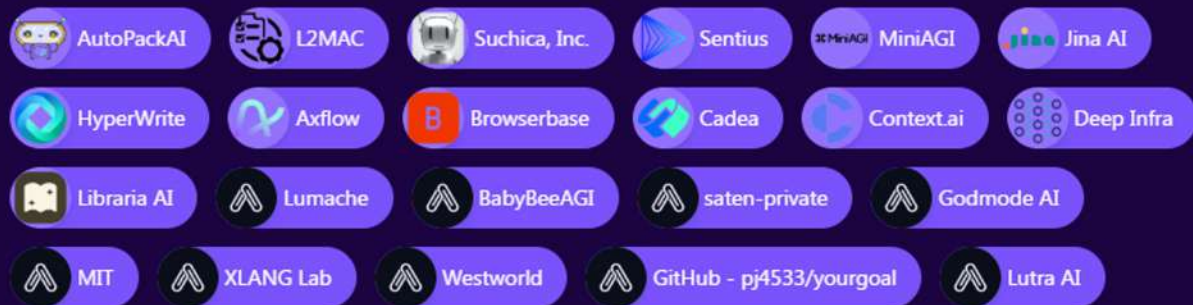 AutoPackAI L2MAC Suchica, Inc. Sentius MiniAGI MiniAGI Jina Jina AI
HyperWrite Axflow B Browserbase Cadea Context.ai Deep Infra
Libraria AI Lumache BabyBeeAGI saten-private Godmode AI
MIT XLANG Lab Westworld GitHub - pj4533/yourgoal Lutra AI